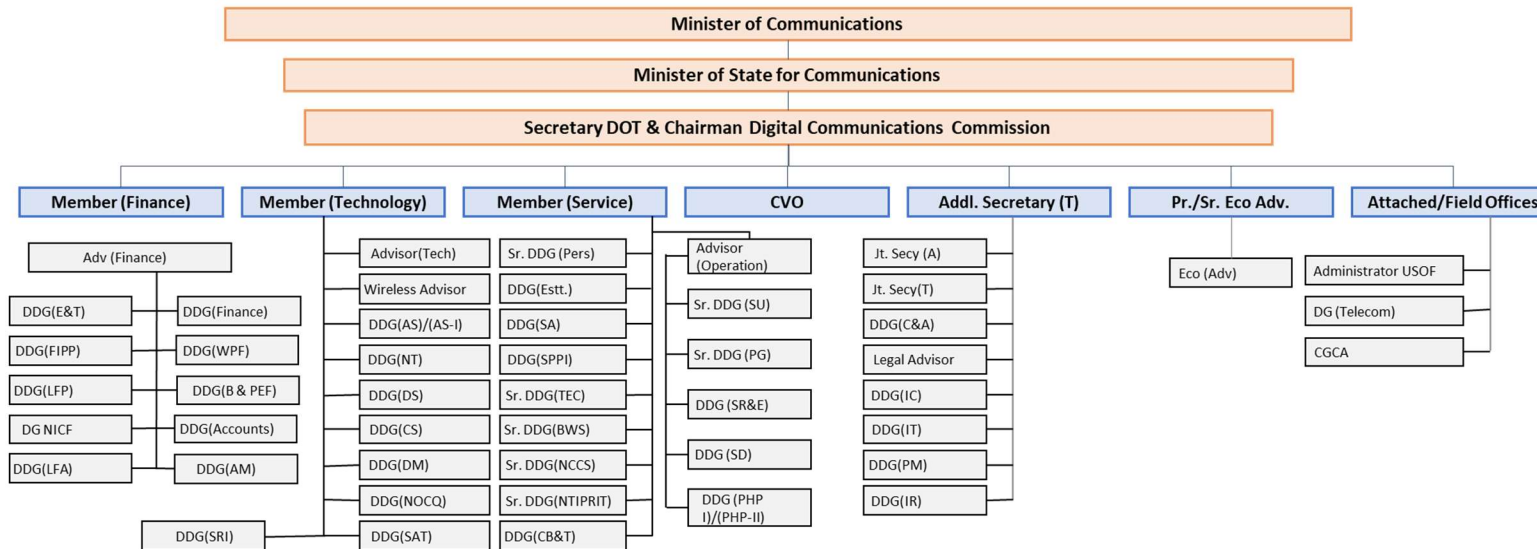 Minister of Communications
Minister of State for Communications
Secretary DOT & Chairman Digital Communications Commission
Member (Finance)
Member (Technology)
Member (Service)
CVO
Addl. Secretary (T)
Pr./Sr. Eco Adv.
Attached/Field Offices
Adv (Finance)
DDG(E&T)
DDG(Finance)
DDG(FIPP)
DDG(WPF)
DDG(LFP)
DDG(B & PEF)
DG NICF
DDG(Accounts)
DDG(LFA)
DDG(AM)
Advisor(Tech)
Wireless Advisor
DDG(AS)/(AS-I)
DDG(NT)
DDG(DS)
DDG(CS)
DDG(DM)
DDG(NOCQ)
DDG(SRI)
DDG(SAT)
Sr. DDG (Pers)
DDG(Estt.)
DDG(SA)
DDG(SPPI)
Sr. DDG(TEC)
Sr. DDG(BWS)
Sr. DDG(NCCS)
Sr. DDG(NTIPRIT)
DDG(CB&T)
Advisor
(Operation)
Sr. DDG (SU)
Sr. DDG (PG)
DDG (SR&E)
DDG (SD)
DDG (PHP
I)/(PHP-II)
Jt. Secy (A)
Jt. Secy(T)
DDG(C&A)
Legal Advisor
DDG(IC)
DDG(IT)
DDG(PM)
DDG(IR)
Eco (Adv)
Administrator USOF
DG (Telecom)
CGCA